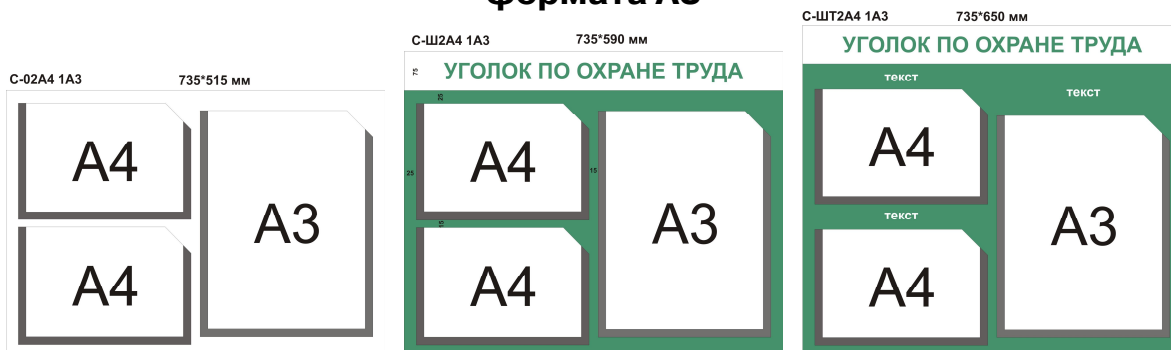 формата А3
С-02А4 1А3 735*515 мм
А4
А4
А3
С-Ш2А4 1А3 735*590 мм
75
УГОЛОК ПО ОХРАНЕ ТРУДА
25
А4
25
15
15
А4
А3
С-ШТ2А4 1А3 735*650 мм
УГОЛОК ПО ОХРАНЕ ТРУДА
текст
текст
А4
текст
А4
А3